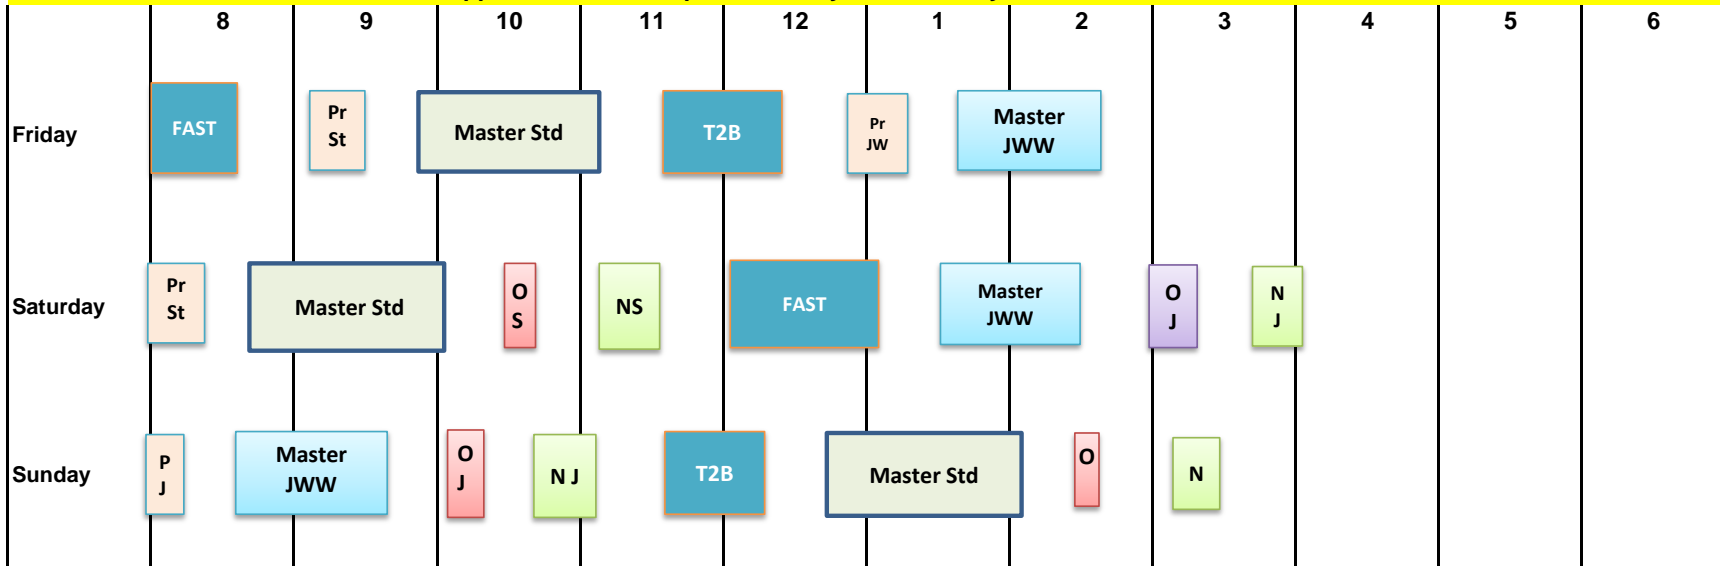 8 9 10 11 12 1 2 3 4 5 6
Friday
FAST
Pr
St
Master Std
T2B
Pr
JW
Master
JWW
Saturday
Pr
St
Master Std
O
S
NS
FAST
Master
JWW
O
J
N
J
Sunday
P
J
Master
JWW
O
J
N J
T2B
Master Std
O
N